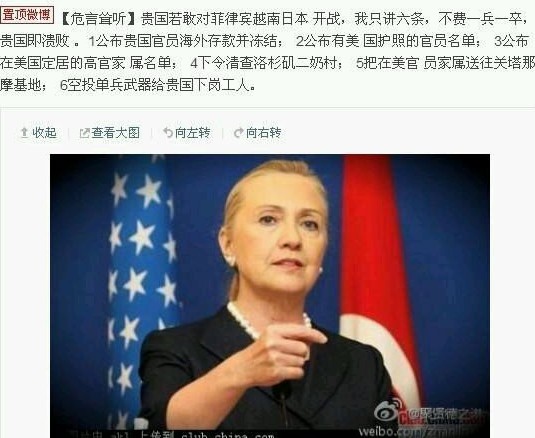 置顶微博 【危言耸听】贵国若敢对菲律宾越南日本 开战，我只讲六条，不费一兵一卒，
贵国即溃败 。1公布贵国官员海外存款并冻结； 2公布有美 国护照的官员名单； 3公布
在美国定居的高官家 属名单； 4下令清查洛杉矶二奶村； 5把在美官 员家属送往关塔那
摩基地； 6空投单兵武器给贵国下岗工人。
收起 查看大图 向左转 向右转
上传到 club.china.com
weibo.com/